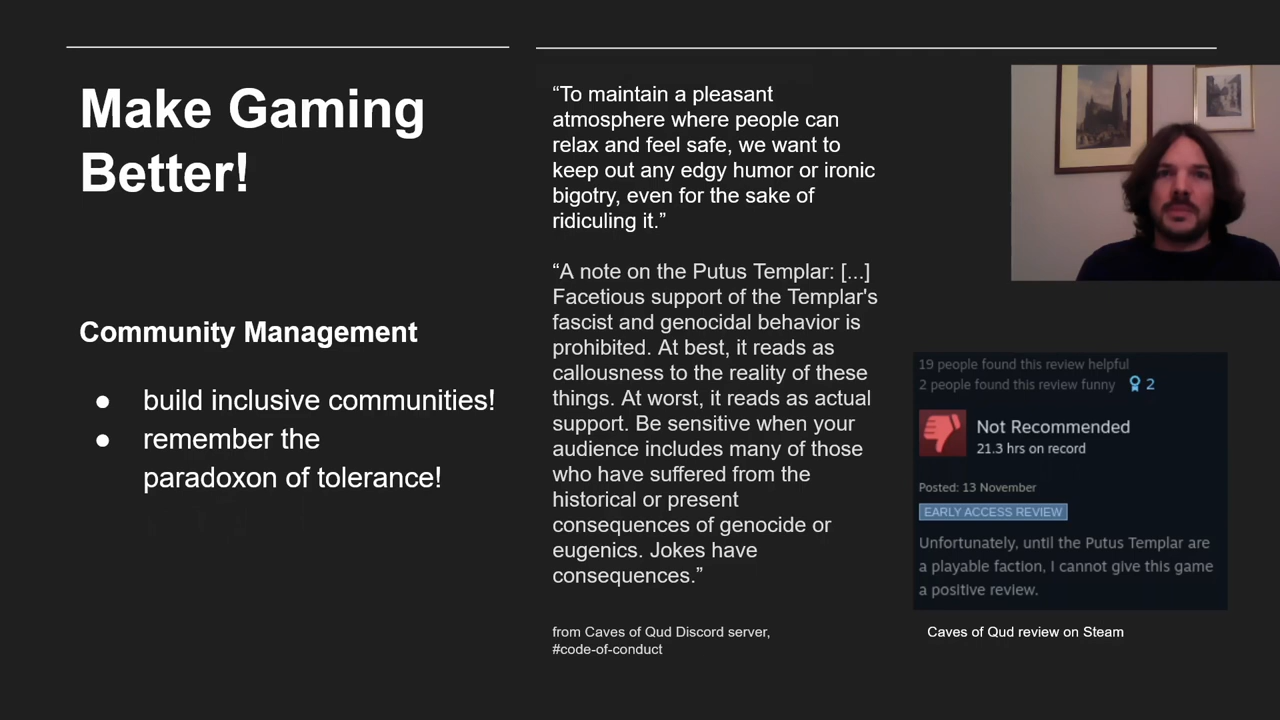 Make Gaming
Better!
Community Management
● build inclusive communities!
● remember the
paradoxon of tolerance!
“To maintain a pleasant
atmosphere where people can
relax and feel safe, we want to
keep out any edgy humor or ironic
bigotry, even for the sake of
ridiculing it.”
“A note on the Putus Templar: [...]
Facetious support of the Templar's
fascist and genocidal behavior is
prohibited. At best, it reads as
callousness to the reality of these
things. At worst, it reads as actual
support. Be sensitive when your
audience includes many of those
who have suffered from the
historical or present
consequences of genocide or
eugenics. Jokes have
consequences.”
from Caves of Qud Discord server,
#code-of-conduct
19 people found this review helpful
2 people found this review funny 2
Not Recommended
21.3 hrs on record
Posted: 13 November
EARLY ACCESS REVIEW
Unfortunately, until the Putus Templar are
a playable faction, I cannot give this game
a positive review.
Caves of Qud review on Steam